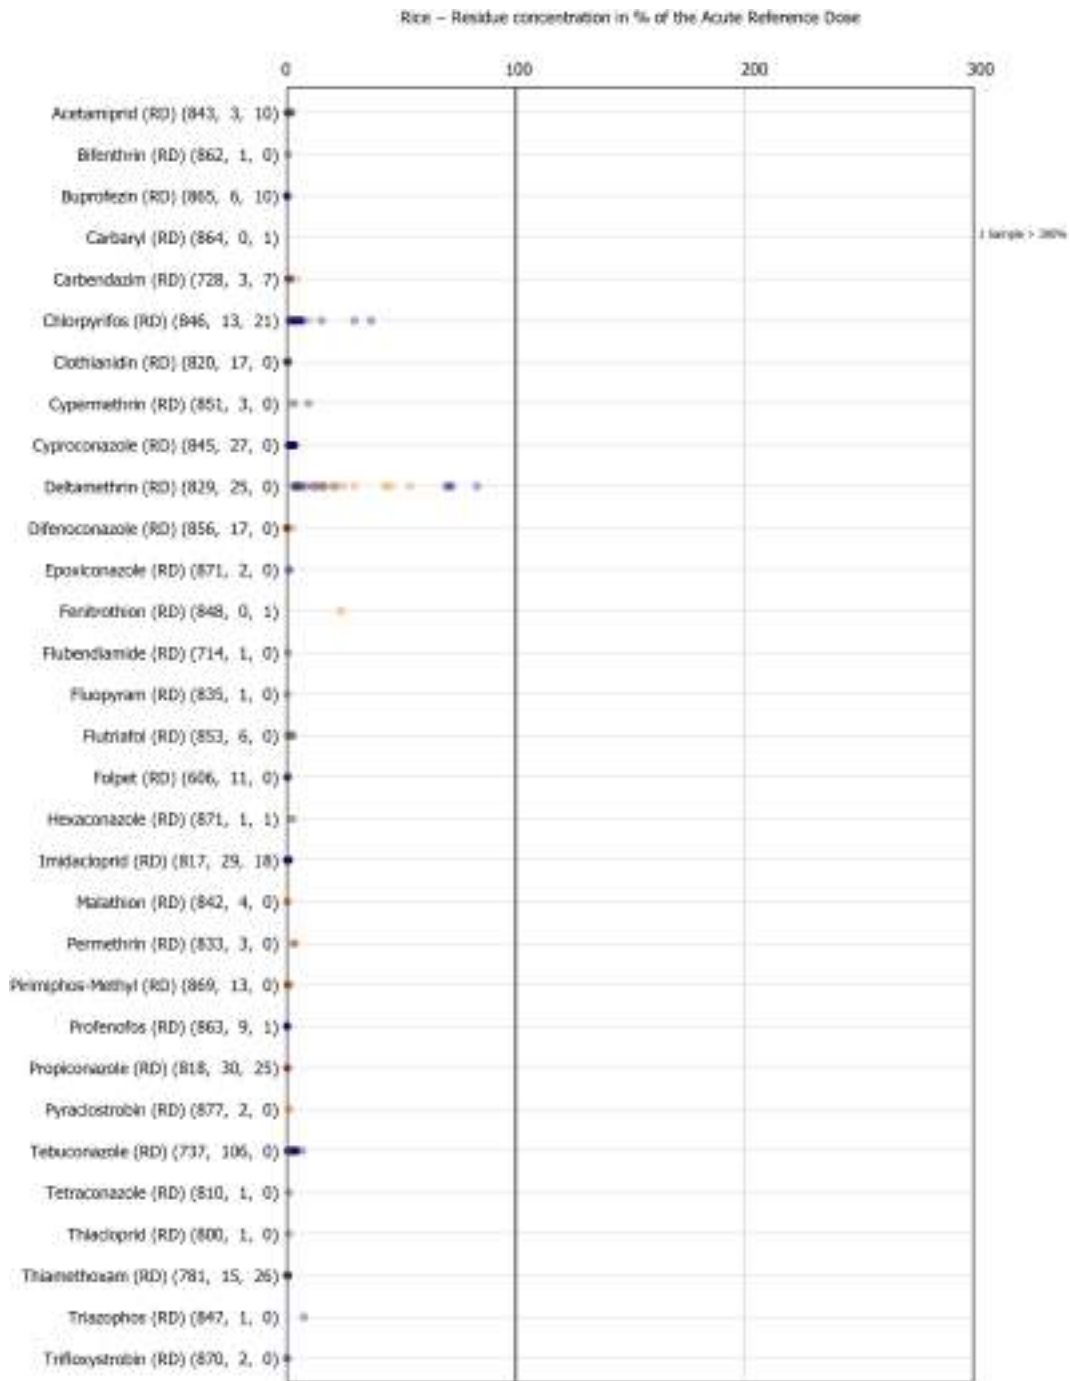 Rice – Residue concentration in % of the Acute Reference Dose
0 100 200 300
Acetamiprid (RD) (843, 3, 10)
Bifenthrin (RD) (862, 1, 0)
Buprofezin (RD) (865, 6, 10)
Carbaryl (RD) (864, 0, 1) 1 Sample > 300%
Carbendazim (RD) (728, 3, 7)
Chlorpyrifos (RD) (846, 13, 21)
Clothianidin (RD) (820, 17, 0)
Cypermethrin (RD) (851, 3, 0)
Cyproconazole (RD) (845, 27, 0)
Deltamethrin (RD) (829, 25, 0)
Difenoconazole (RD) (856, 17, 0)
Epoxiconazole (RD) (871, 2, 0)
Fenitrothion (RD) (848, 0, 1)
Flubendiamide (RD) (714, 1, 0)
Fluopyram (RD) (835, 1, 0)
Flutriafol (RD) (853, 6, 0)
Folpet (RD) (606, 11, 0)
Hexaconazole (RD) (871, 1, 1)
Imidacloprid (RD) (817, 29, 18)
Malathion (RD) (842, 4, 0)
Permethrin (RD) (833, 3, 0)
Pirimiphos-Methyl (RD) (869, 13, 0)
Profenofos (RD) (863, 9, 1)
Propiconazole (RD) (818, 30, 25)
Pyraclostrobin (RD) (877, 2, 0)
Tebuconazole (RD) (737, 106, 0)
Tetraconazole (RD) (810, 1, 0)
Thiacloprid (RD) (800, 1, 0)
Thiamethoxam (RD) (781, 15, 26)
Triazophos (RD) (847, 1, 0)
Trifloxystrobin (RD) (870, 2, 0)